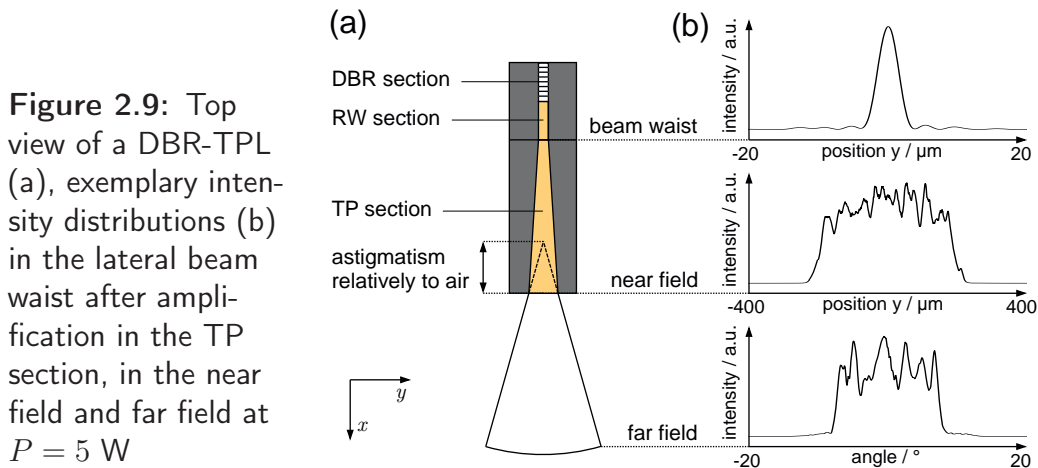 Figure 2.9: Top
view of a DBR-TPL
(a), exemplary inten-
sity distributions (b)
in the lateral beam
waist after ampli-
fication in the TP
section, in the near
field and far field at
P = 5 W
(a)
DBR section
RW section
TP section
astigmatism
relatively to air
beam waist
near field
far field
y
x
(b)
intensity / a.u.
-20
position y / µm
20
intensity / a.u.
-400
position y / µm
400
intensity / a.u.
-20
angle / °
20